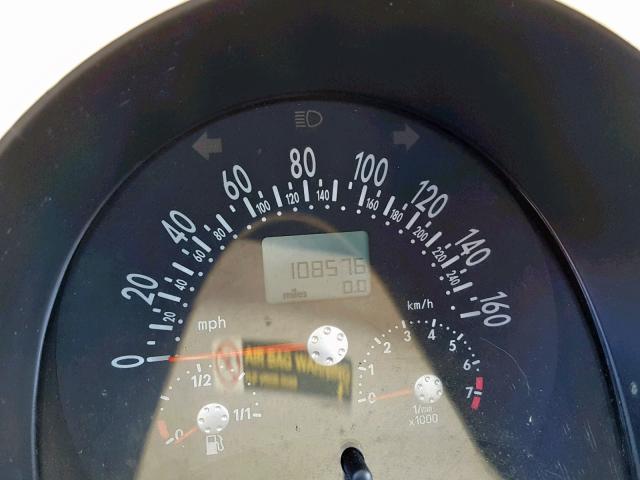 0 20 40 60 80 100 120 140 160
20 40 60 80 100 120 140 160 180 200 220 240
108576
miles 0.0
mph
km/h
AIR BAG WARNING
0 1/2 1/1
0 1 2 3 4 5 6 7
1/min
x1000